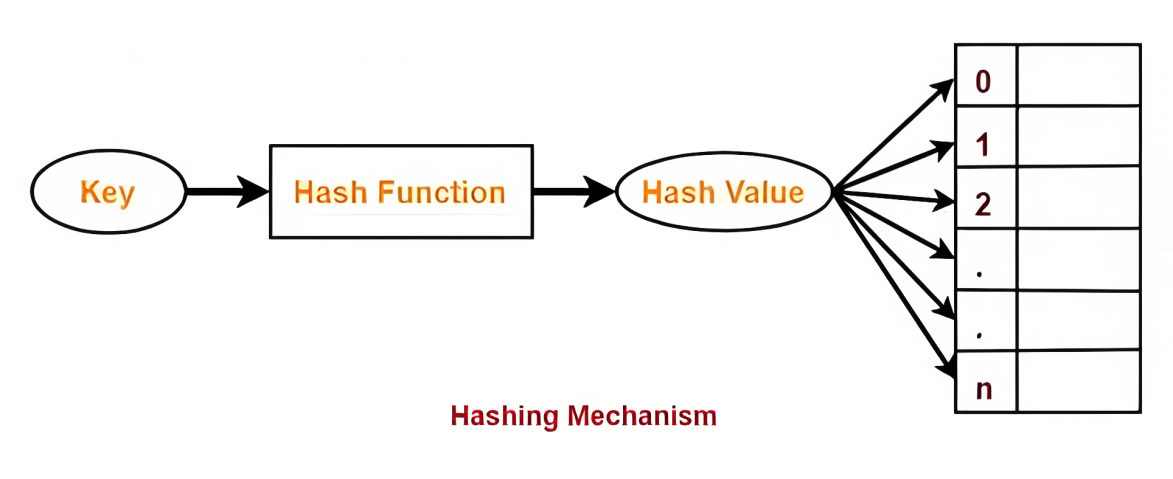 Key
Hash Function
Hash Value
0
1
2
.
.
n
Hashing Mechanism